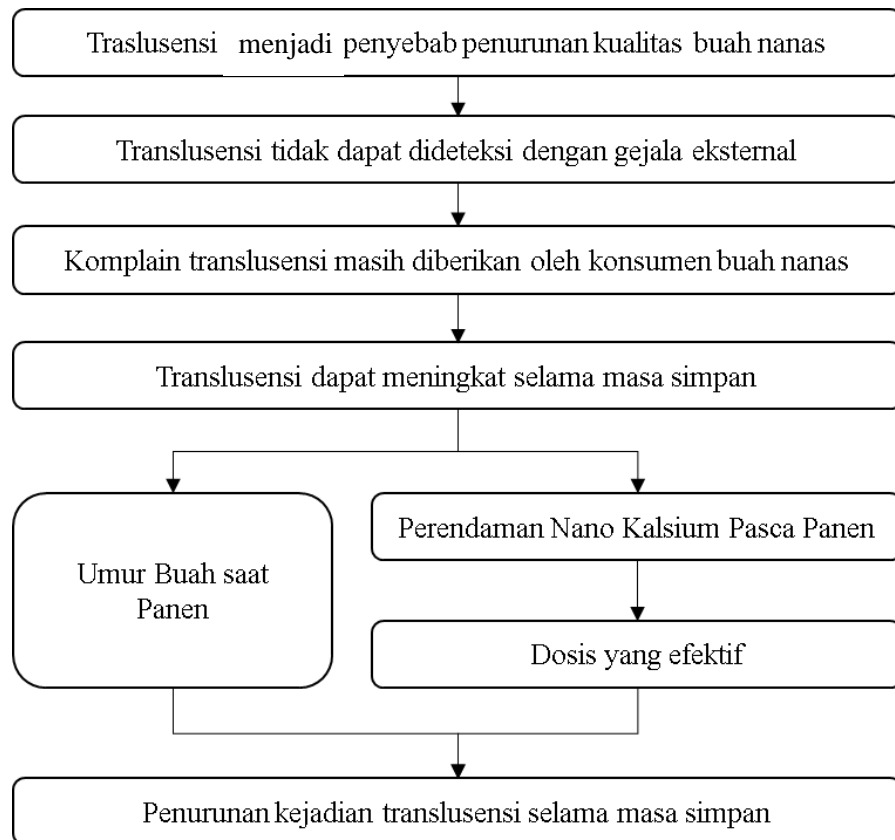 Traslusensi menjadi penyebab penurunan kualitas buah nanas
Translusensi tidak dapat dideteksi dengan gejala eksternal
Komplain translusensi masih diberikan oleh konsumen buah nanas
Translusensi dapat meningkat selama masa simpan
Umur Buah saat
Panen
Perendaman Nano Kalsium Pasca Panen
Dosis yang efektif
Penurunan kejadian translusensi selama masa simpan